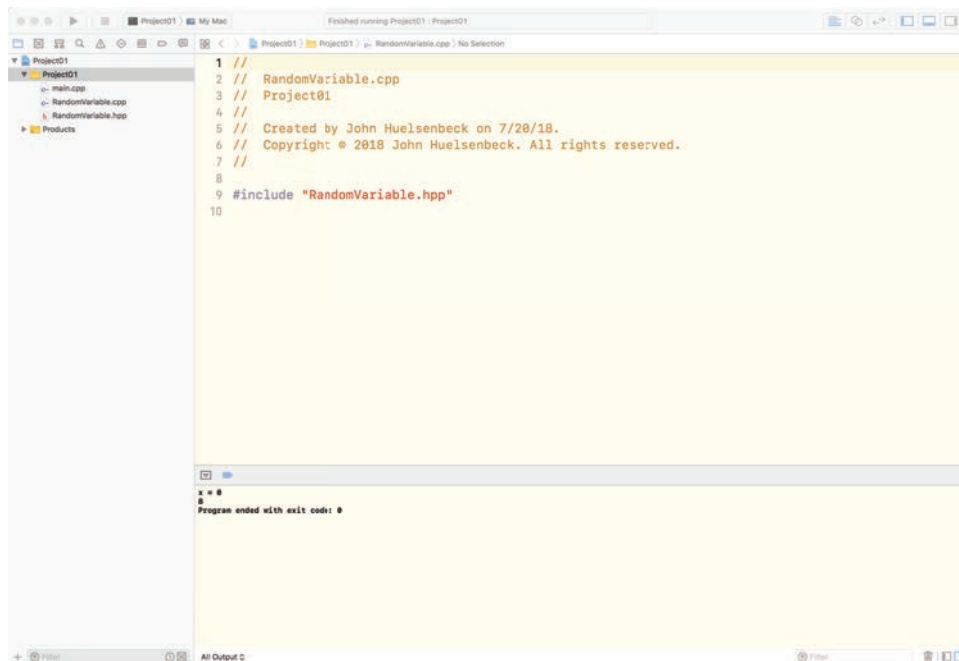 Project01 〉 My Mac
Finished running Project01 : Project01
Project01 〉 Project01 〉 RandomVariable.cpp 〉 No Selection
Project01
Project01
main.cpp
RandomVariable.cpp
h RandomVariable.hpp
Products
1 //
2 // RandomVariable.cpp
3 // Project01
4 //
5 // Created by John Huelsenbeck on 7/20/18.
6 // Copyright © 2018 John Huelsenbeck. All rights reserved.
7 //
8
9 #include "RandomVariable.hpp"
10
x = 0
Program ended with exit code: 0
Filter
All Output
Filter